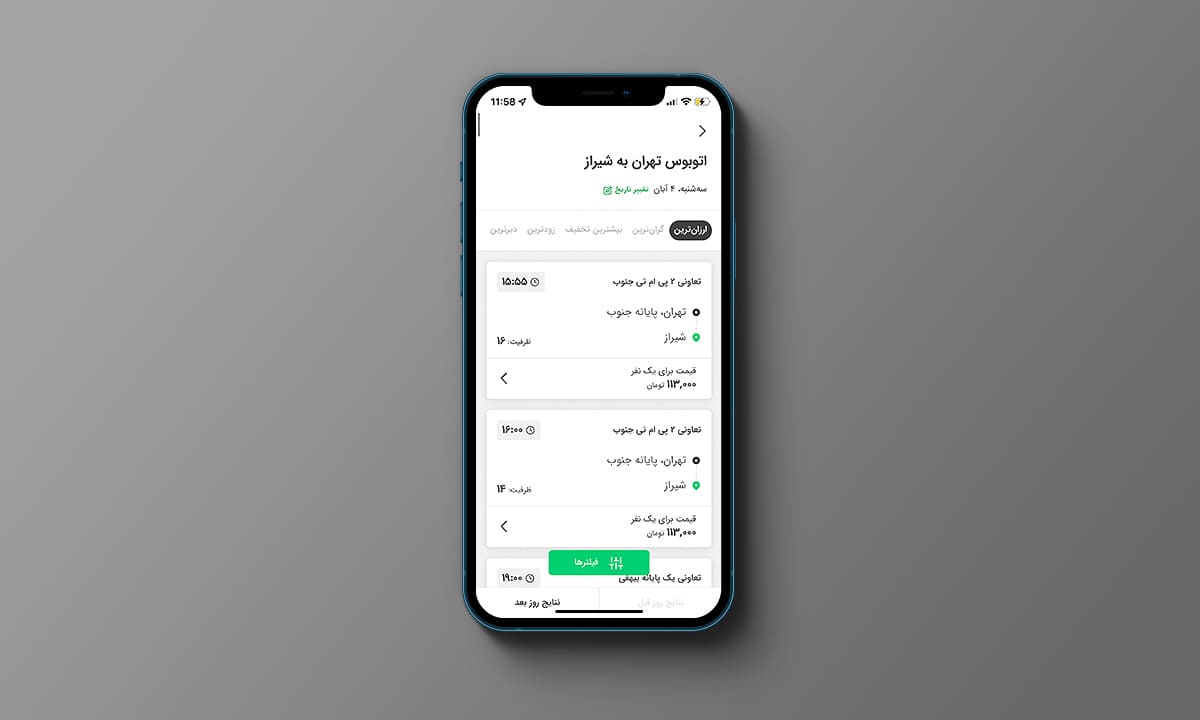 11:58
اتوبوس تهران به شیراز
سه‌شنبه، ۴ آبان تغییر تاریخ
ارزان‌ترین گران‌ترین بیشترین تخفیف زودترین دیرترین
تعاونی ۲ پی ام تی جنوب ۱۵:۵۵
تهران، پایانه جنوب
شیراز
ظرفیت: ۱۶
قیمت برای یک نفر
۱۱۳,۰۰۰ تومان
تعاونی ۲ پی ام تی جنوب ۱۶:۰۰
تهران، پایانه جنوب
شیراز
ظرفیت: ۱۴
قیمت برای یک نفر
۱۱۳,۰۰۰ تومان
فیلترها
تعاونی یک پایانه بیهقی ۱۹:۰۰
نتایج روز قبل نتایج روز بعد